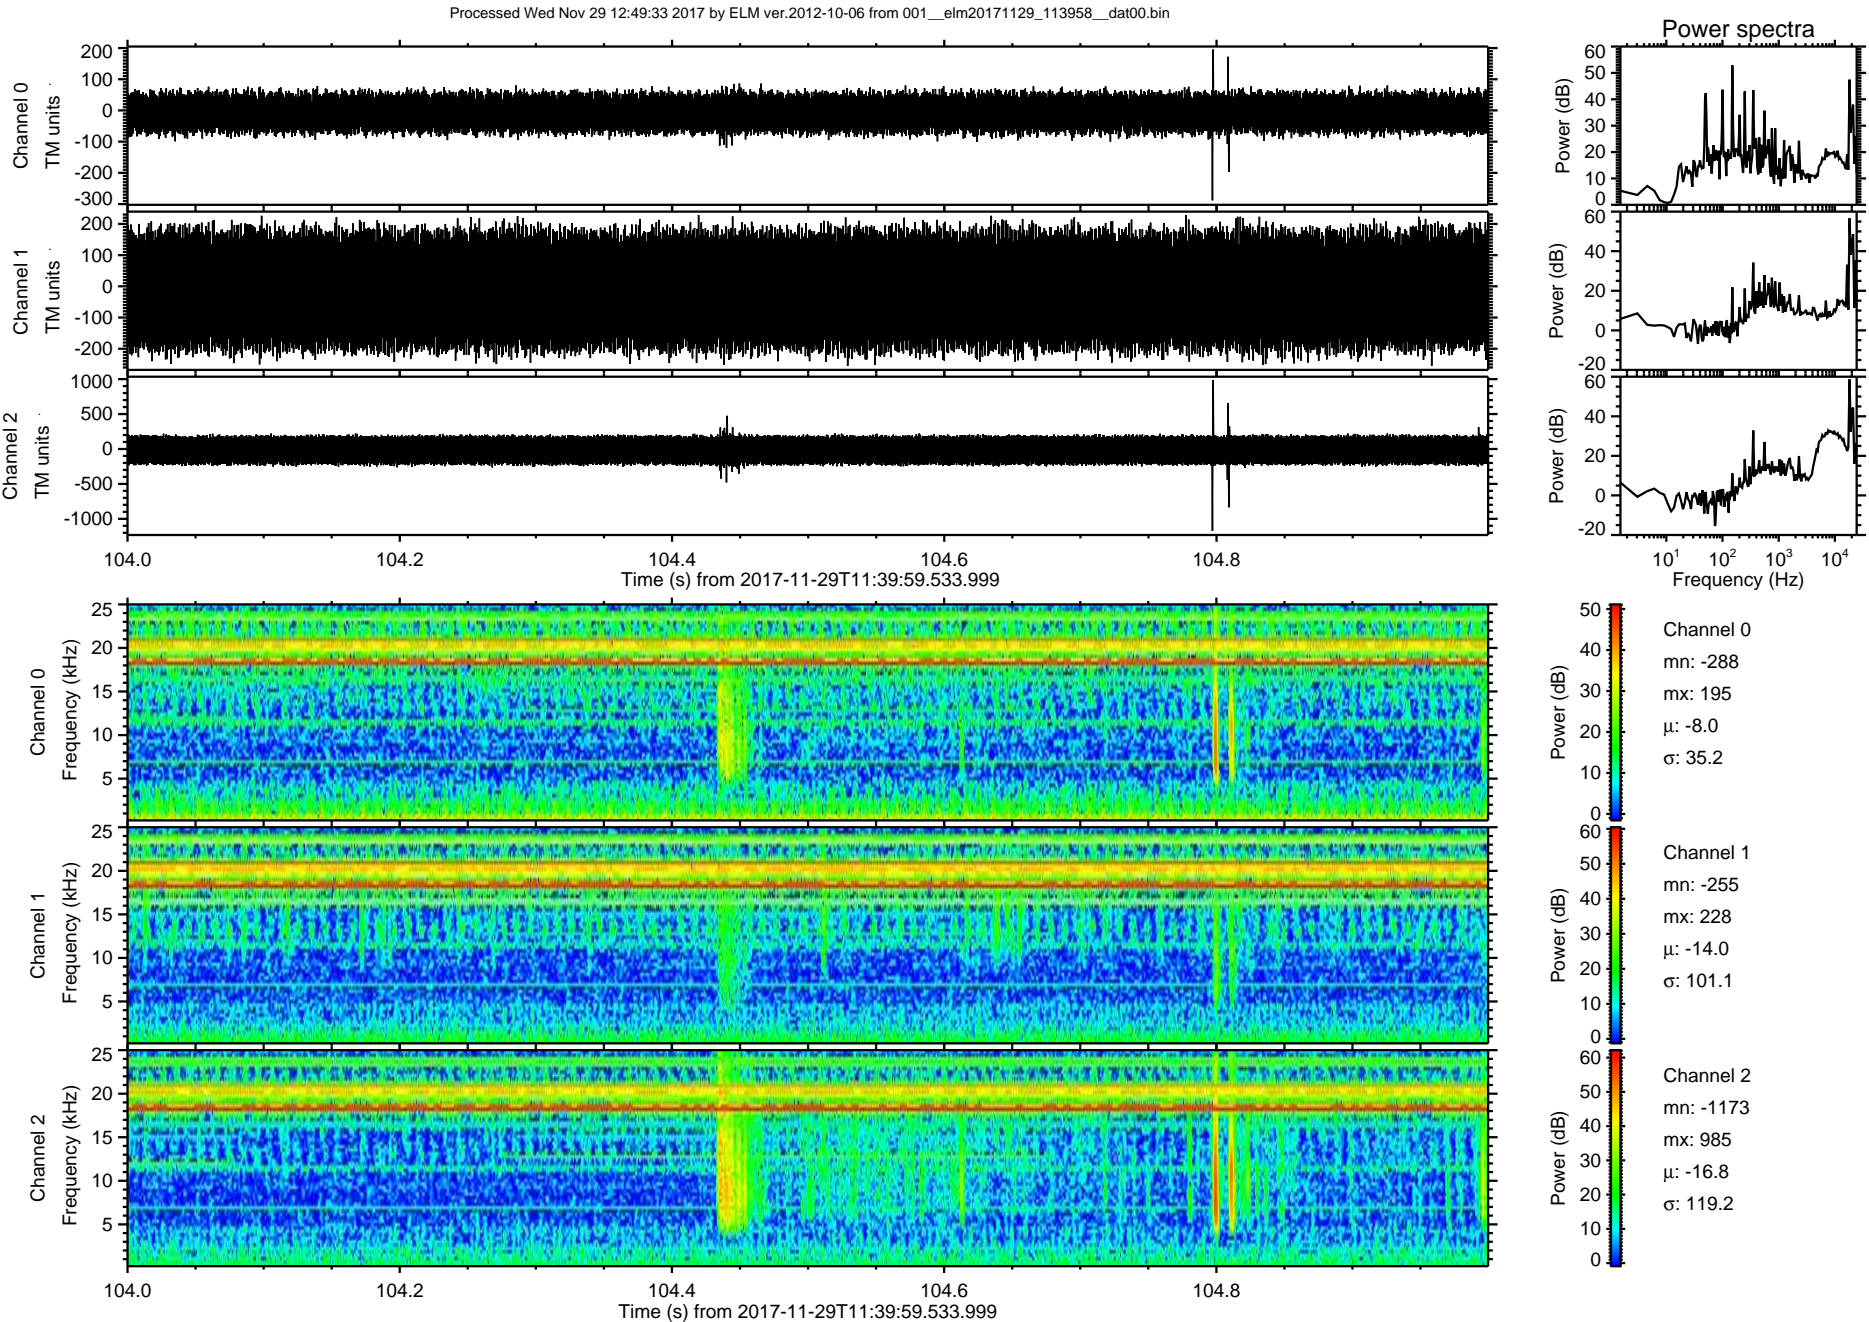 Processed Wed Nov 29 12:49:33 2017 by ELM ver.2012-10-06 from 001__elm20171129_113958__dat00.bin
Power spectra
Channel 0
TM units
200
100
0
-100
-200
-300
Power (dB)
60
50
40
30
20
10
0
Channel 1
TM units
200
100
0
-100
-200
Power (dB)
60
40
20
0
-20
Channel 2
TM units
1000
500
0
-500
-1000
Power (dB)
60
40
20
0
-20
104.0 104.2 104.4 104.6 104.8
Time (s) from 2017-11-29T11:39:59.533.999
10^1 10^2 10^3 10^4
Frequency (Hz)
Channel 0
Frequency (kHz)
25
20
15
10
5
Power (dB)
50
40
30
20
10
0
Channel 0
mn: -288
mx: 195
μ: -8.0
σ: 35.2
Channel 1
Frequency (kHz)
25
20
15
10
5
Power (dB)
60
50
40
30
20
10
0
Channel 1
mn: -255
mx: 228
μ: -14.0
σ: 101.1
Channel 2
Frequency (kHz)
25
20
15
10
5
Power (dB)
60
50
40
30
20
10
0
Channel 2
mn: -1173
mx: 985
μ: -16.8
σ: 119.2
104.0 104.2 104.4 104.6 104.8
Time (s) from 2017-11-29T11:39:59.533.999